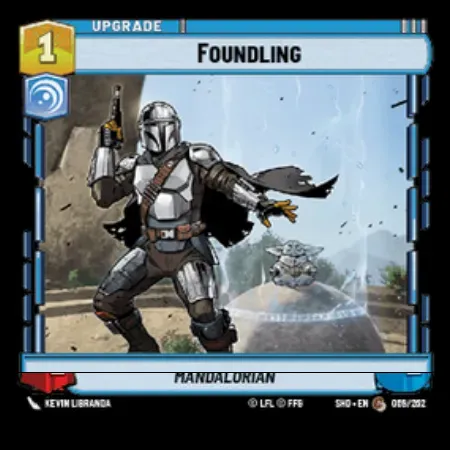 UPGRADE
1
FOUNDLING
MANDALORIAN
KEVIN LIBRANDA
© LFL © FFG
SHD • EN